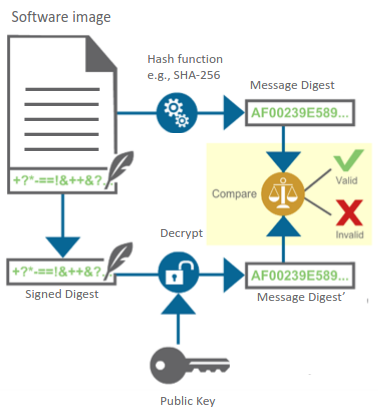 Software image
Hash function
e.g., SHA-256
Message Digest
AF00239E589...
+?*-==!&++&?..
Compare
Valid
Invalid
Decrypt
+?*-==!&++&?..
AF00239E589...
Signed Digest
Message Digest’
Public Key